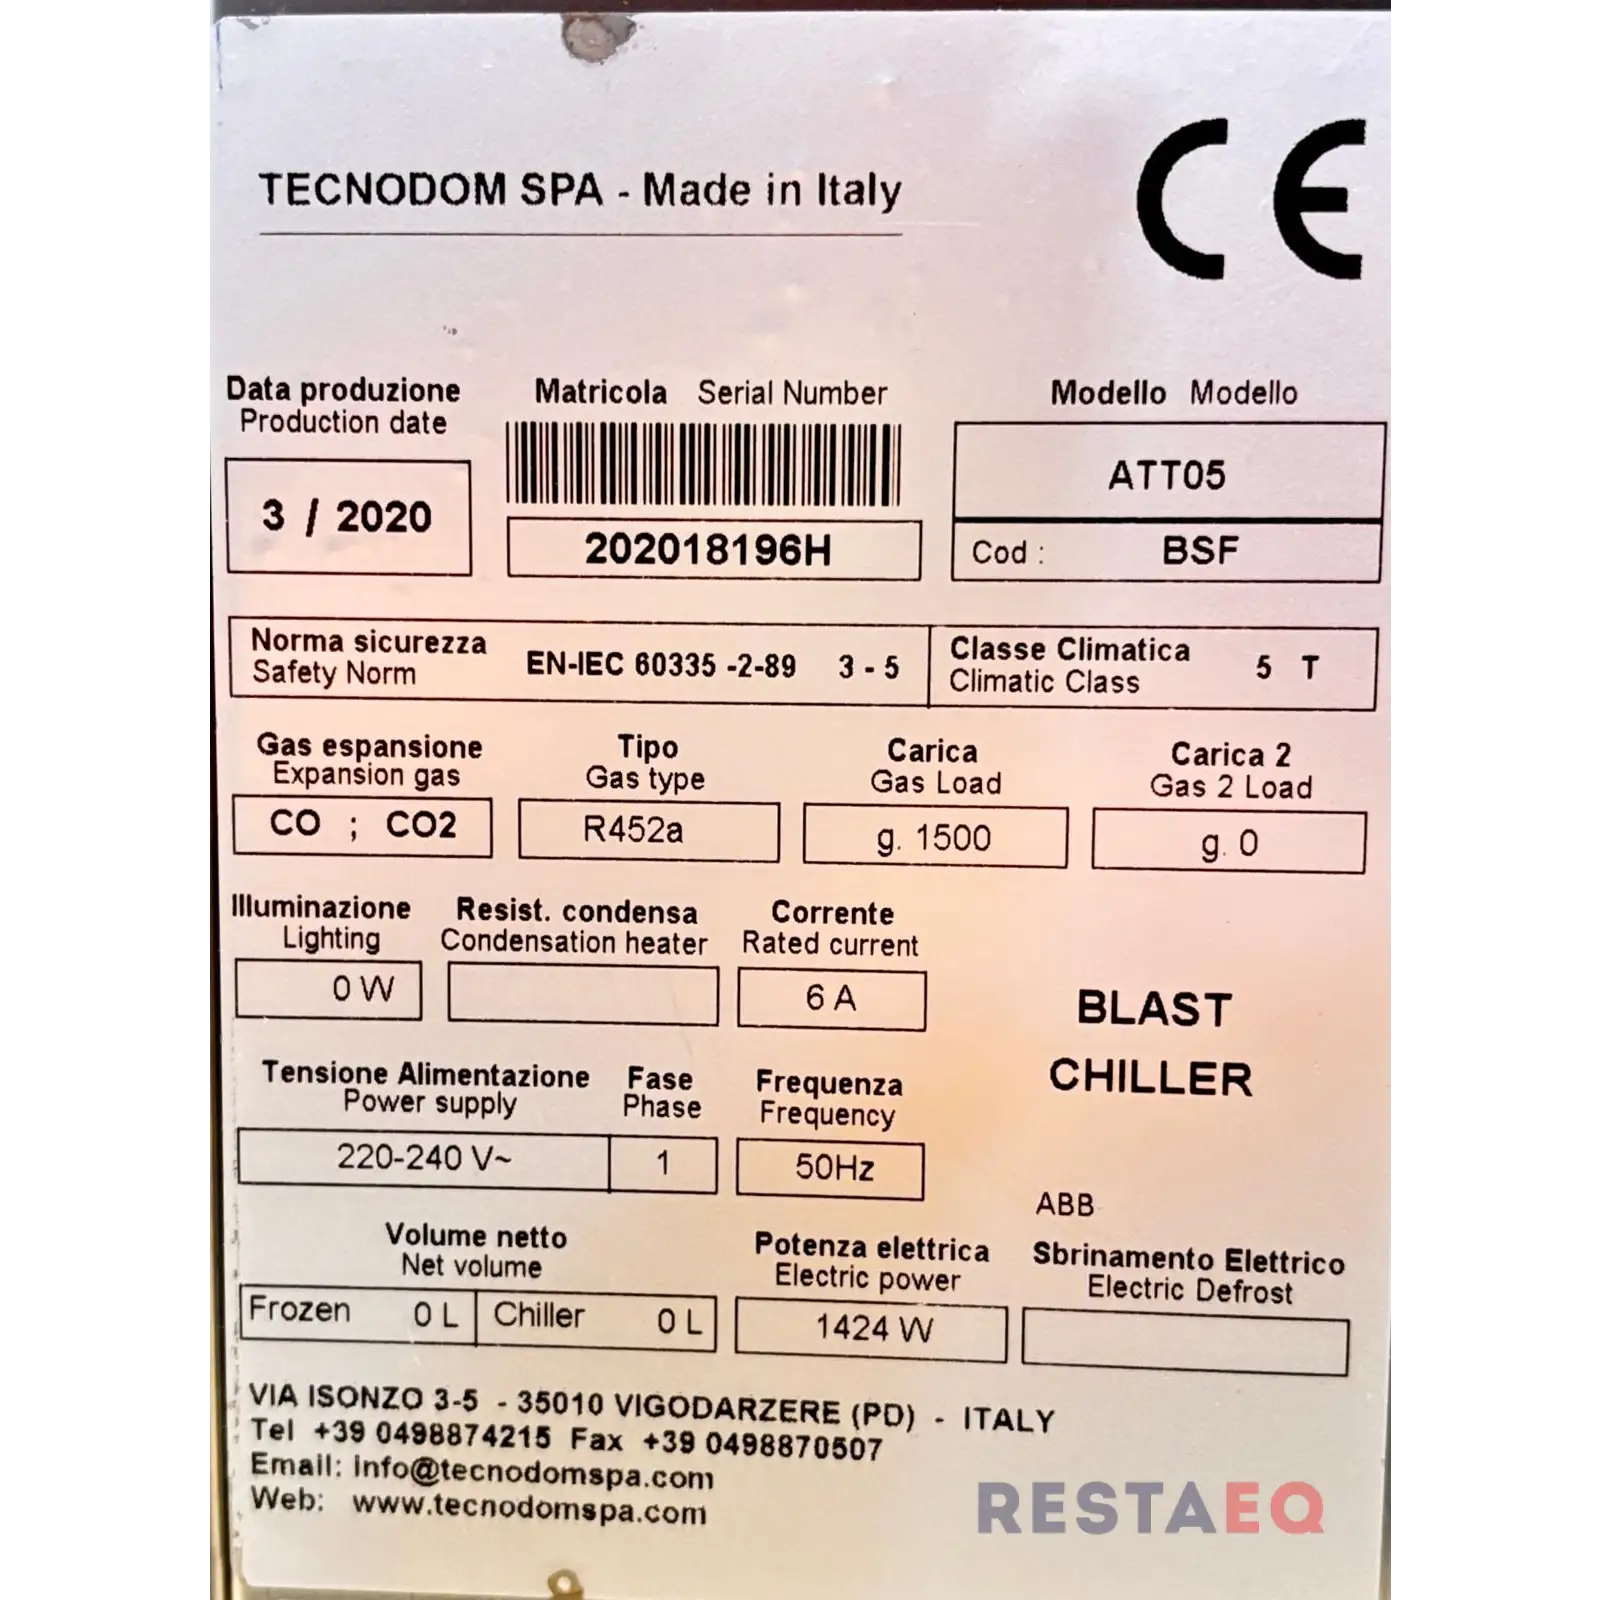 TECNODOM SPA - Made in Italy
CE
Data produzione
Production date
3 / 2020
Matricola Serial Number
202018196H
Modello Modello
ATT05
Cod : BSF
Norma sicurezza
Safety Norm
EN-IEC 60335 -2-89 3 - 5
Classe Climatica
Climatic Class
5 T
Gas espansione
Expansion gas
CO ; CO2
Tipo
Gas type
R452a
Carica
Gas Load
g. 1500
Carica 2
Gas 2 Load
g. 0
Illuminazione
Lighting
0 W
Resist. condensa
Condensation heater
Corrente
Rated current
6 A
BLAST
CHILLER
Tensione Alimentazione
Power supply
220-240 V~
Fase
Phase
1
Frequenza
Frequency
50Hz
ABB
Volume netto
Net volume
Frozen 0 L
Chiller 0 L
Potenza elettrica
Electric power
1424 W
Sbrinamento Elettrico
Electric Defrost
VIA ISONZO 3-5 - 35010 VIGODARZERE (PD) - ITALY
Tel +39 0498874215 Fax +39 0498870507
Email: info@tecnodomspa.com
Web: www.tecnodomspa.com
RESTAEQ